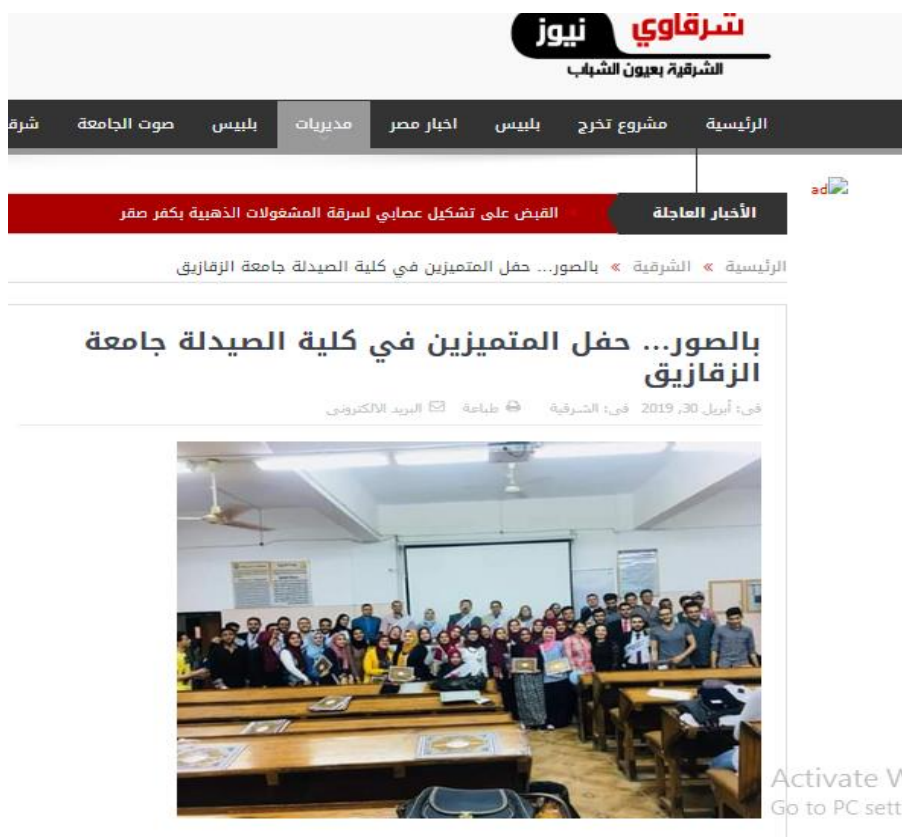 شرقاوي نيوز
الشرقية بعيون الشباب
الرئيسية مشروع تخرج بلبيس اخبار مصر مديريات بلبيس صوت الجامعة شرق
ad
الأخبار العاجلة القبض على تشكيل عصابي لسرقة المشغولات الذهبية بكفر صقر
الرئيسية » الشرقية » بالصور... حفل المتميزين في كلية الصيدلة جامعة الزقازيق
بالصور... حفل المتميزين في كلية الصيدلة جامعة
الزقازيق
فى: أبريل 30, 2019 فى: الشرقية طباعة البريد الالكترونى
Activate W
Go to PC sett